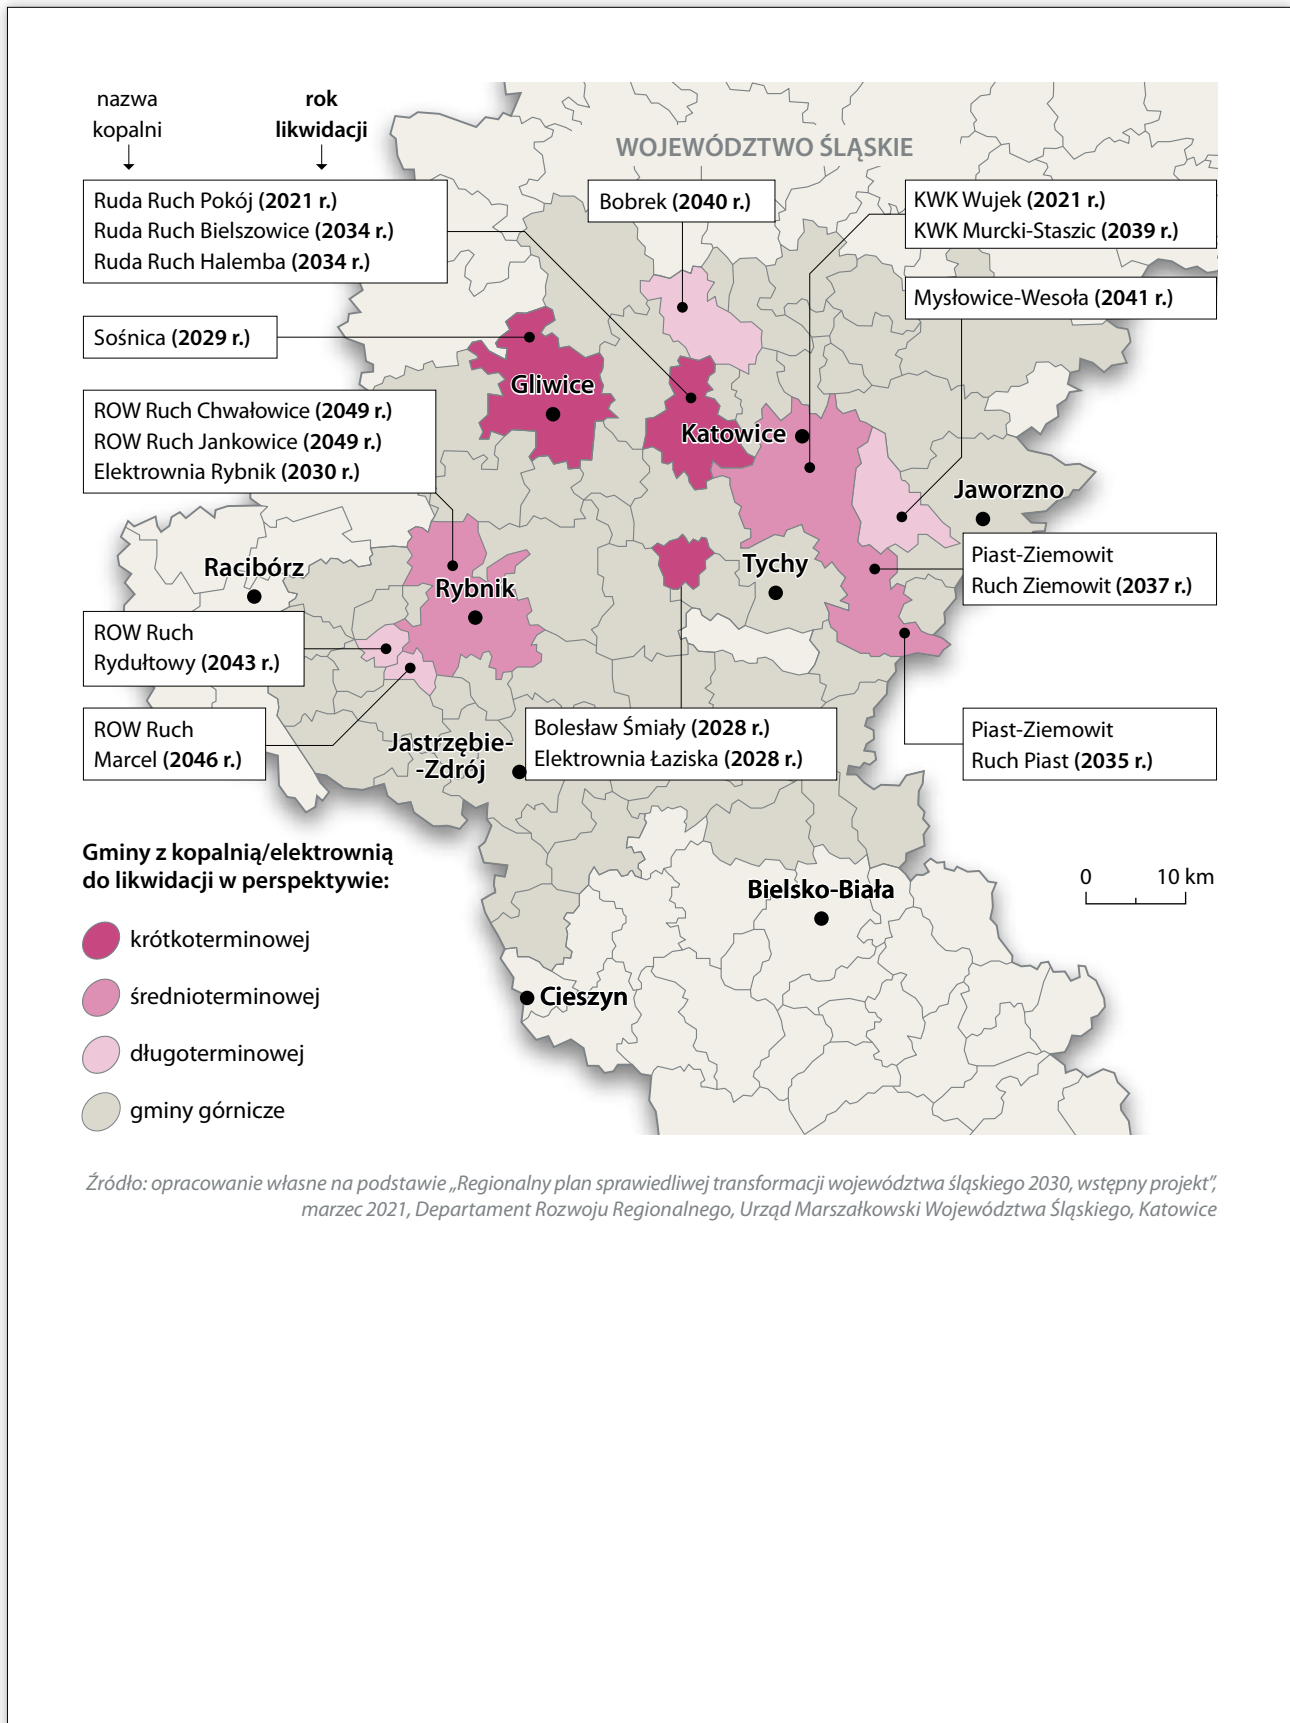 nazwa
kopalni
rok
likwidacji
WOJEWÓDZTWO ŚLĄSKIE
Ruda Ruch Pokój (2021 r.)
Ruda Ruch Bielszowice (2034 r.)
Ruda Ruch Halemba (2034 r.)
Bobrek (2040 r.)
KWK Wujek (2021 r.)
KWK Murcki-Staszic (2039 r.)
Mysłowice-Wesoła (2041 r.)
Sośnica (2029 r.)
Gliwice
ROW Ruch Chwałowice (2049 r.)
ROW Ruch Jankowice (2049 r.)
Elektrownia Rybnik (2030 r.)
Katowice
Jaworzno
Racibórz
Rybnik
Tychy
Piast-Ziemowit
Ruch Ziemowit (2037 r.)
ROW Ruch
Rydułtowy (2043 r.)
ROW Ruch
Marcel (2046 r.)
Jastrzębie-
-Zdrój
Bolesław Śmiały (2028 r.)
Elektrownia Łaziska (2028 r.)
Piast-Ziemowit
Ruch Piast (2035 r.)
Gminy z kopalnią/elektrownią
do likwidacji w perspektywie:
krótkoterminowej
średnioterminowej
długoterminowej
gminy górnicze
Bielsko-Biała
Cieszyn
0 10 km
Źródło: opracowanie własne na podstawie „Regionalny plan sprawiedliwej transformacji województwa śląskiego 2030, wstępny projekt”,
marzec 2021, Departament Rozwoju Regionalnego, Urząd Marszałkowski Województwa Śląskiego, Katowice